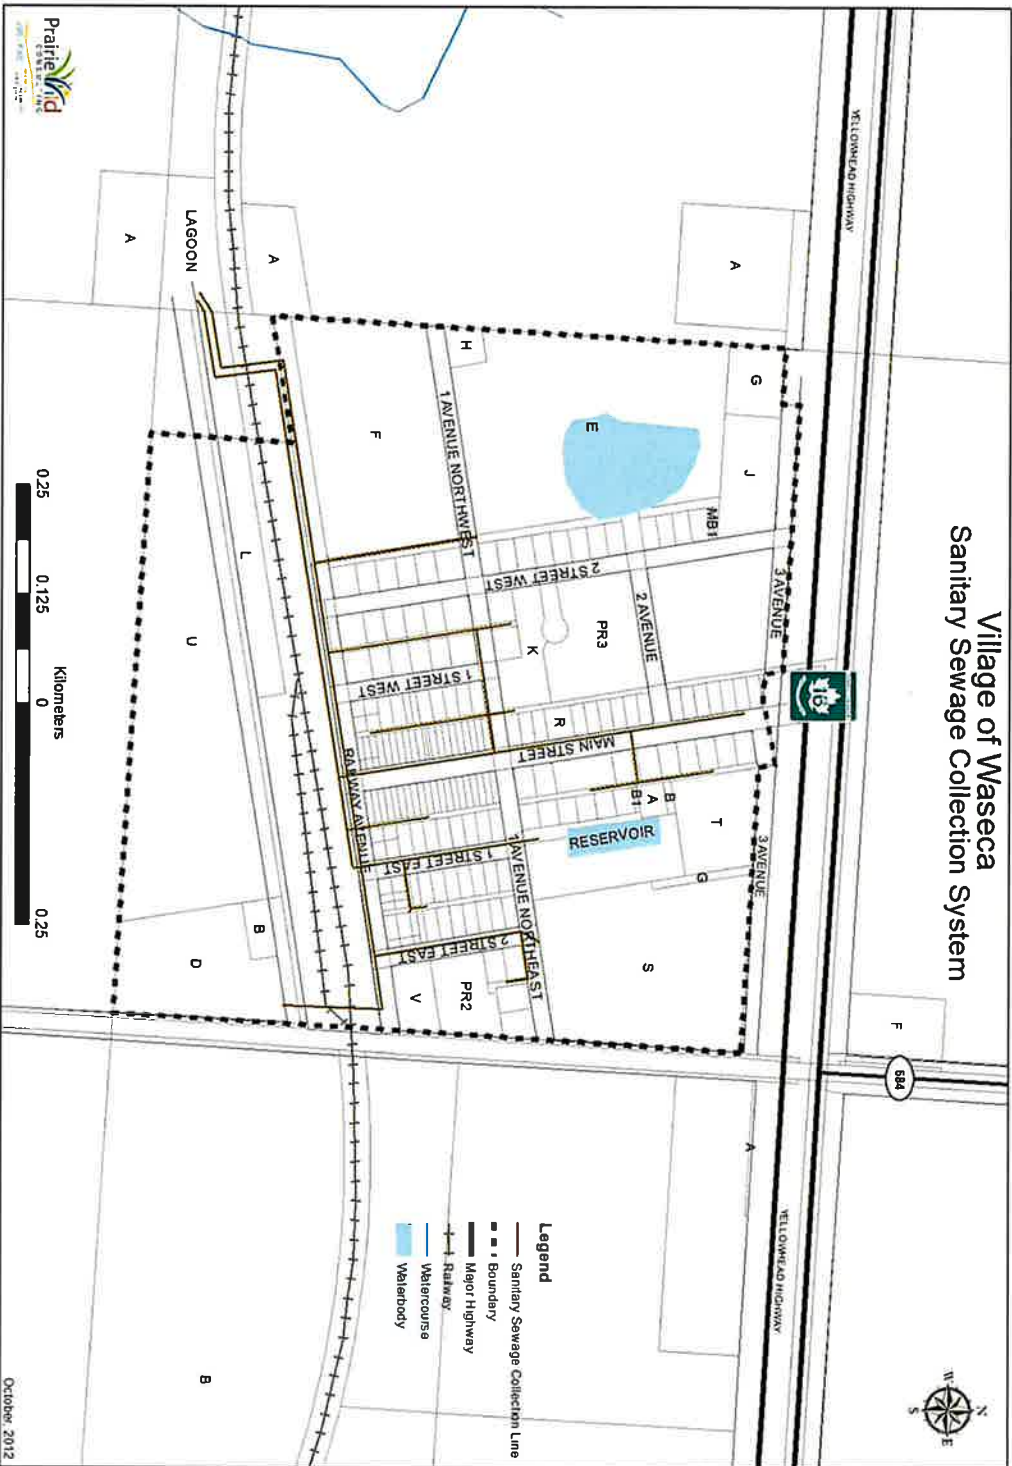 Village of Waseca
Sanitary Sewage Collection System
YELLOWHEAD HIGHWAY
16
684
F
A
G
J
3 AVENUE
3 AVENUE
A
YELLOWHEAD HIGHWAY
MB1
E
H
PR3
2 AVENUE
2 STREET WEST
K
R
MAIN STREET
1 STREET WEST
1 AVENUE NORTHWEST
F
B
A
B1
T
G
RESERVOIR
S
1 AVENUE NORTHEAST
1 STREET EAST
2 STREET EAST
PR2
V
RAILWAY AVENUE
LAGOON
A
A
L
U
B
D
B
Legend
Sanitary Sewage Collection Line
Boundary
Major Highway
Railway
Watercourse
Waterbody
N
W
E
S
0.25
0.125
0
0.25
Kilometers
Prairie Wild
CONSULTING
October, 2012